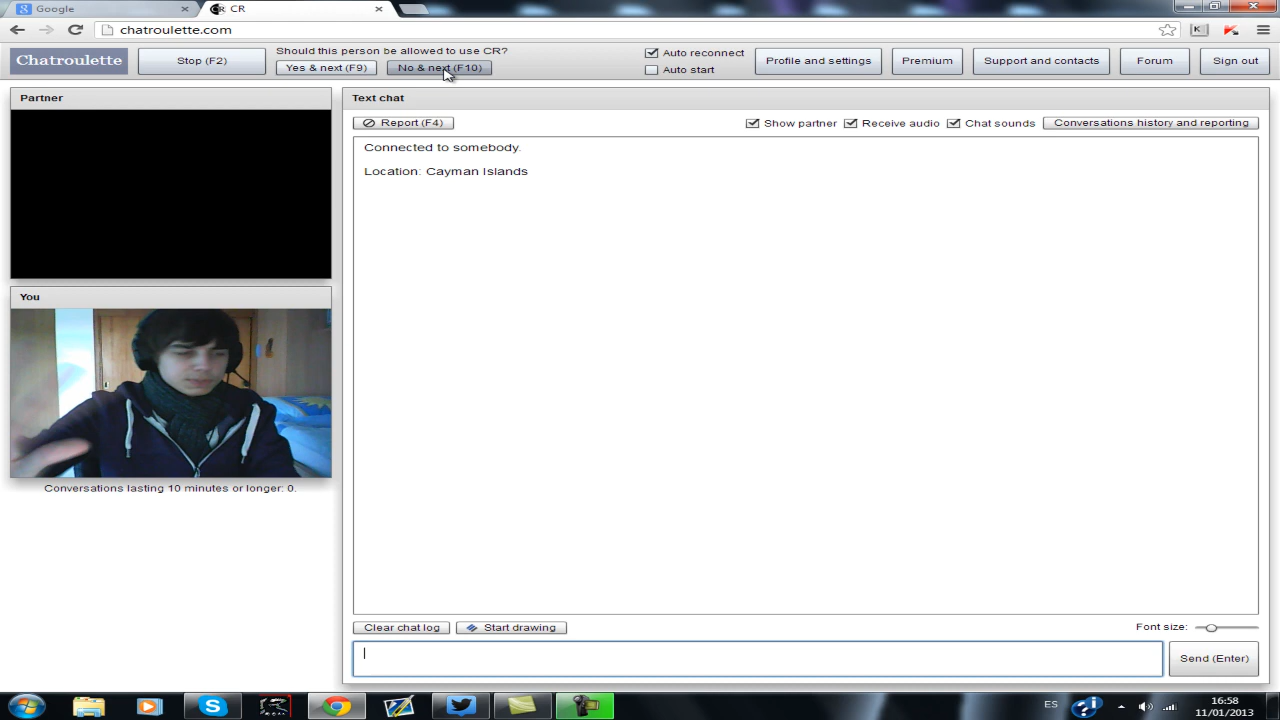 Google
CR
chatroulette.com
Chatroulette
Stop (F2)
Should this person be allowed to use CR?
Yes & next (F9)
No & next (F10)
Auto reconnect
Auto start
Profile and settings
Premium
Support and contacts
Forum
Sign out
Partner
Text chat
Report (F4)
Show partner
Receive audio
Chat sounds
Conversations history and reporting
Connected to somebody.
Location: Cayman Islands
You
Conversations lasting 10 minutes or longer: 0.
Clear chat log
Start drawing
Font size:
Send (Enter)
ES
16:58
11/01/2013